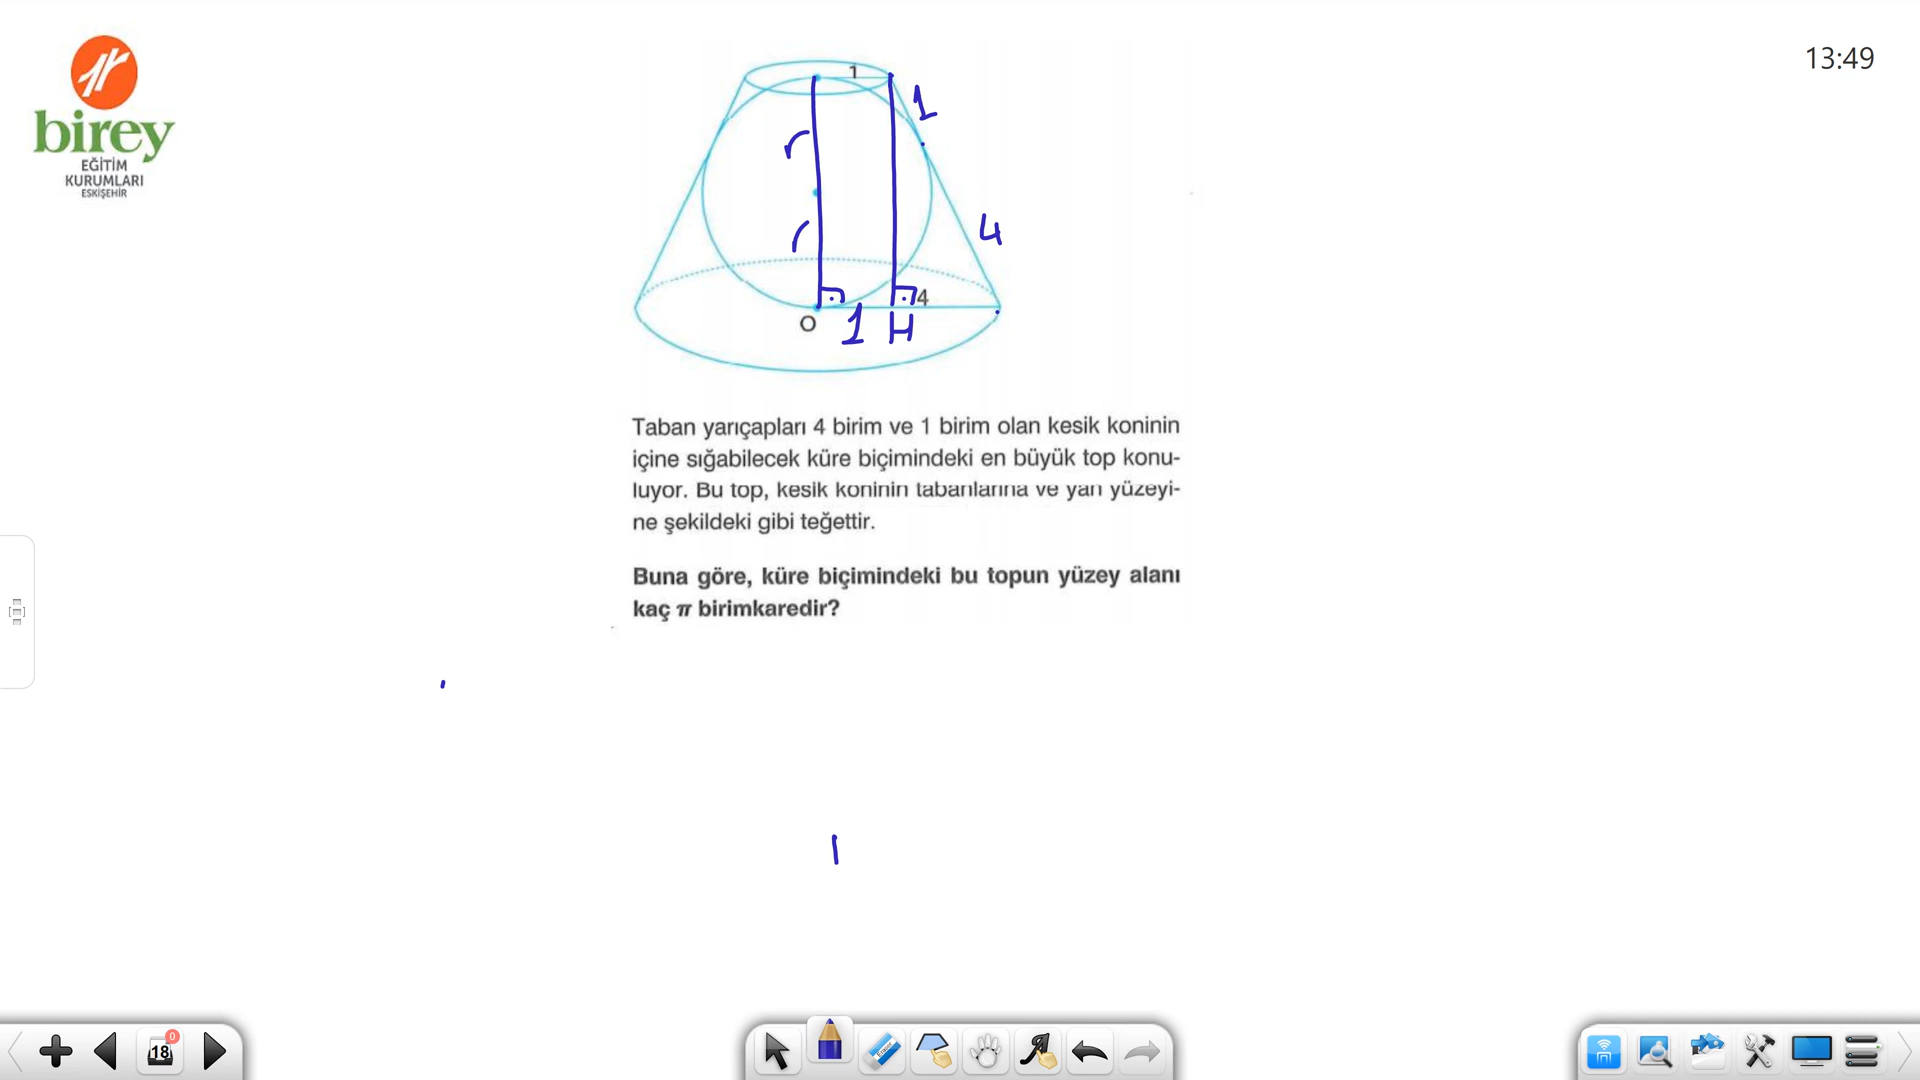 birey
EĞİTİM
KURUMLARI
ESKİŞEHİR
13:49
1
1
r
r
4
4
O
1
H
Taban yarıçapları 4 birim ve 1 birim olan kesik koninin
içine sığabilecek küre biçimindeki en büyük top konu-
luyor. Bu top, kesik koninin tabanlarına ve yan yüzeyi-
ne şekildeki gibi teğettir.
Buna göre, küre biçimindeki bu topun yüzey alanı
kaç π birimkaredir?
18
0